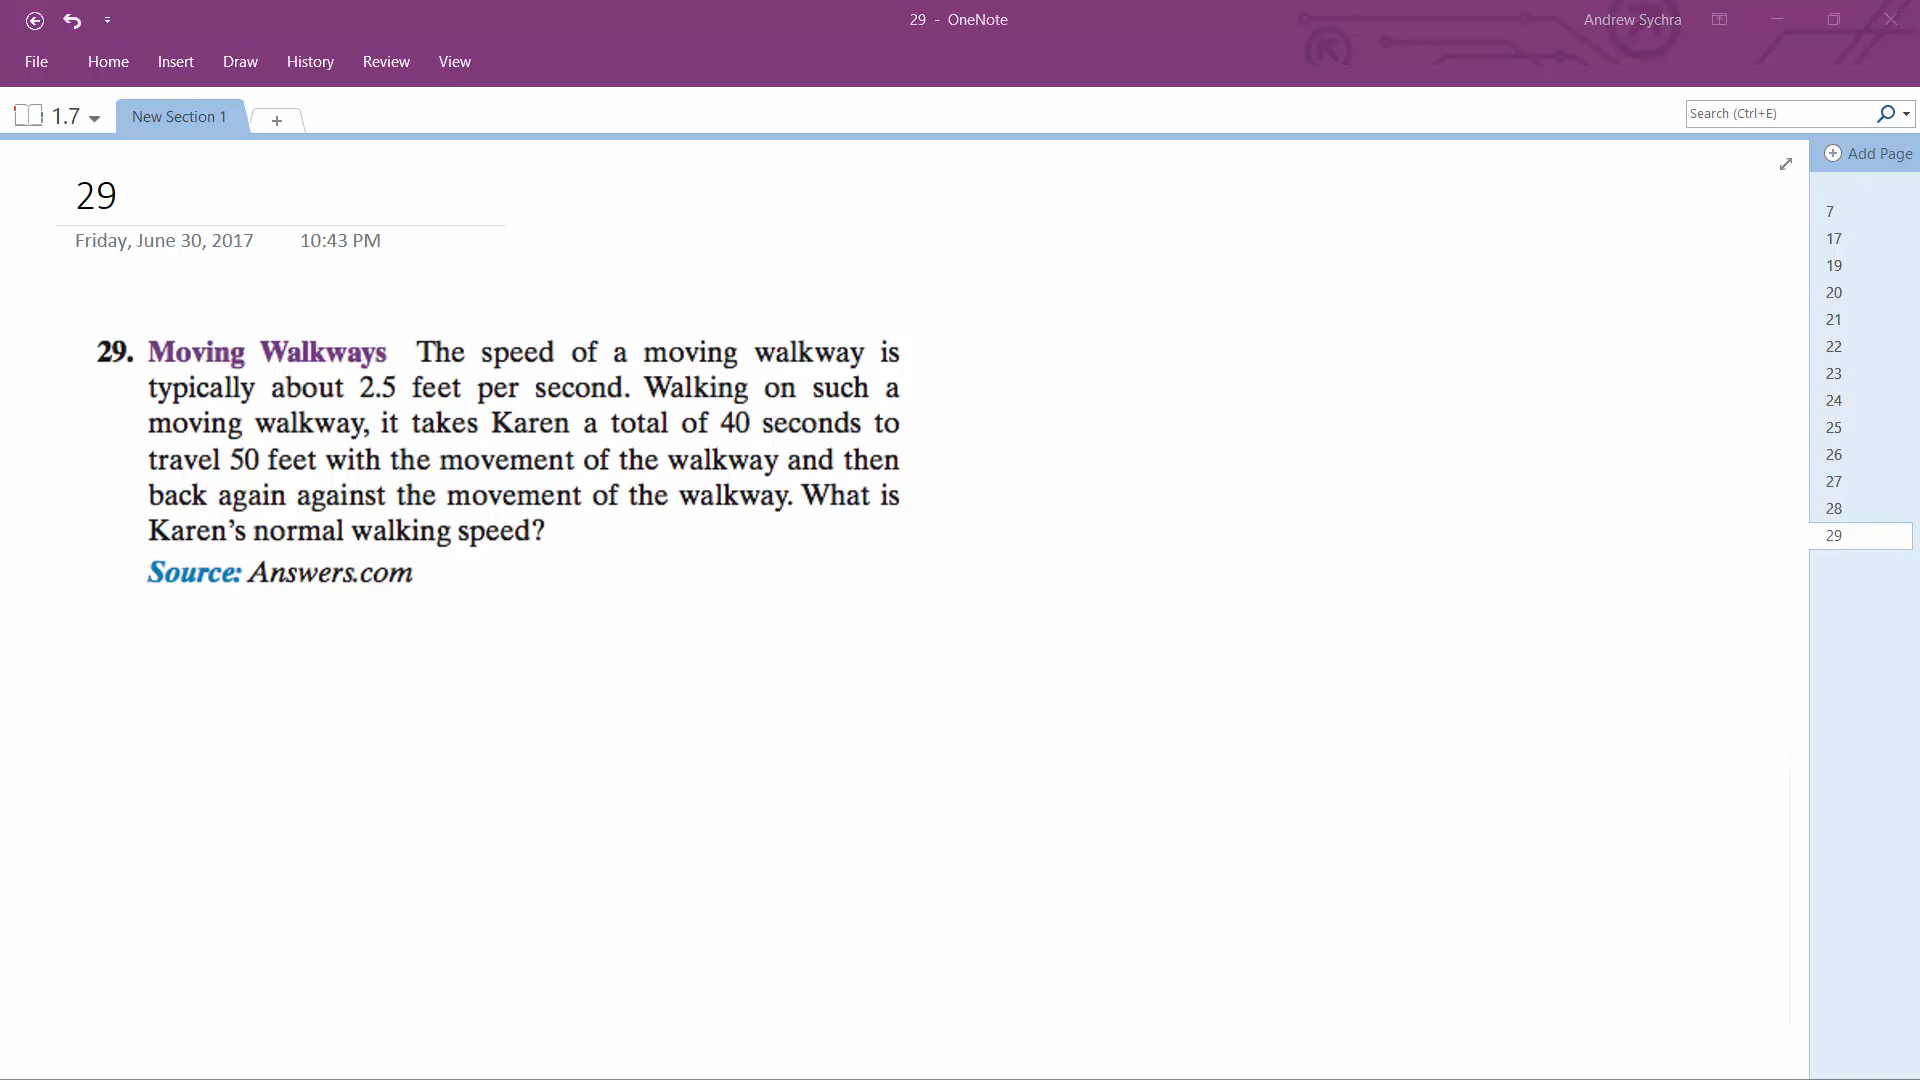 29 - OneNote
Andrew Sychra
File Home Insert Draw History Review View
1.7
New Section 1
+
Search (Ctrl+E)
Add Page
29
Friday, June 30, 2017 10:43 PM
29. Moving Walkways The speed of a moving walkway is
typically about 2.5 feet per second. Walking on such a
moving walkway, it takes Karen a total of 40 seconds to
travel 50 feet with the movement of the walkway and then
back again against the movement of the walkway. What is
Karen's normal walking speed?
Source: Answers.com
7
17
19
20
21
22
23
24
25
26
27
28
29